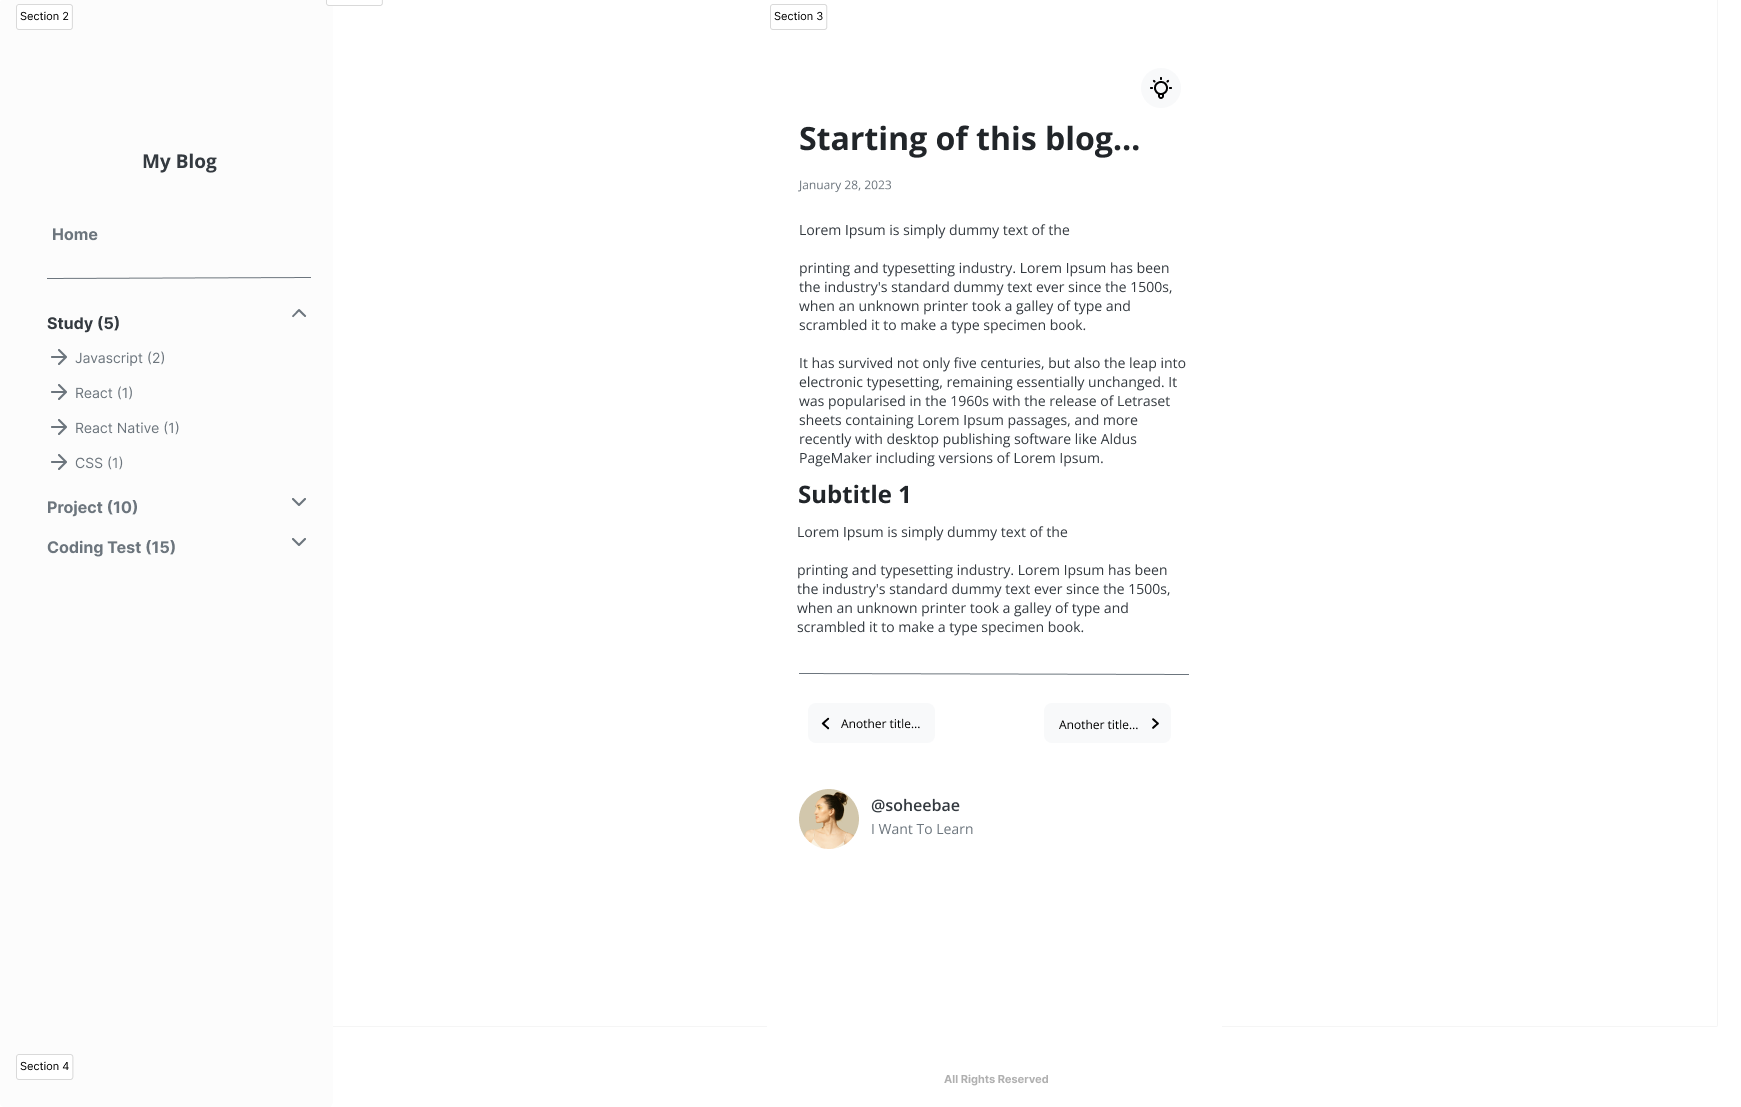 Section 2
My Blog
Home
Study (5)
Javascript (2)
React (1)
React Native (1)
CSS (1)
Project (10)
Coding Test (15)
Section 3
Starting of this blog...
January 28, 2023
Lorem Ipsum is simply dummy text of the
printing and typesetting industry. Lorem Ipsum has been
the industry's standard dummy text ever since the 1500s,
when an unknown printer took a galley of type and
scrambled it to make a type specimen book.
It has survived not only five centuries, but also the leap into
electronic typesetting, remaining essentially unchanged. It
was popularised in the 1960s with the release of Letraset
sheets containing Lorem Ipsum passages, and more
recently with desktop publishing software like Aldus
PageMaker including versions of Lorem Ipsum.
Subtitle 1
Lorem Ipsum is simply dummy text of the
printing and typesetting industry. Lorem Ipsum has been
the industry's standard dummy text ever since the 1500s,
when an unknown printer took a galley of type and
scrambled it to make a type specimen book.
Another title...
Another title...
@soheebae
I Want To Learn
Section 4
All Rights Reserved